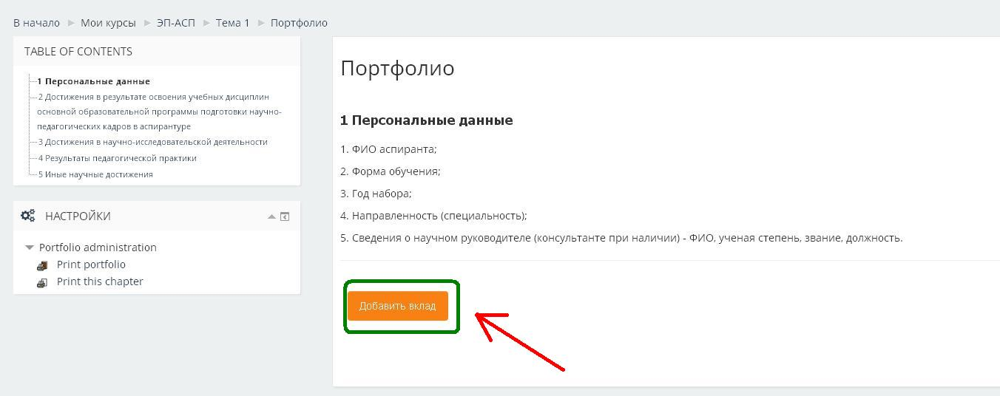 В начало Мои курсы ЭП-АСП Тема 1 Портфолио
TABLE OF CONTENTS
1 Персональные данные
2 Достижения в результате освоения учебных дисциплин
основной образовательной программы подготовки научно-
педагогических кадров в аспирантуре
3 Достижения в научно-исследовательской деятельности
4 Результаты педагогической практики
5 Иные научные достижения
НАСТРОЙКИ
Portfolio administration
Print portfolio
Print this chapter
Портфолио
1 Персональные данные
1. ФИО аспиранта;
2. Форма обучения;
3. Год набора;
4. Направленность (специальность);
5. Сведения о научном руководителе (консультанте при наличии) - ФИО, ученая степень, звание, должность.
Добавить вклад